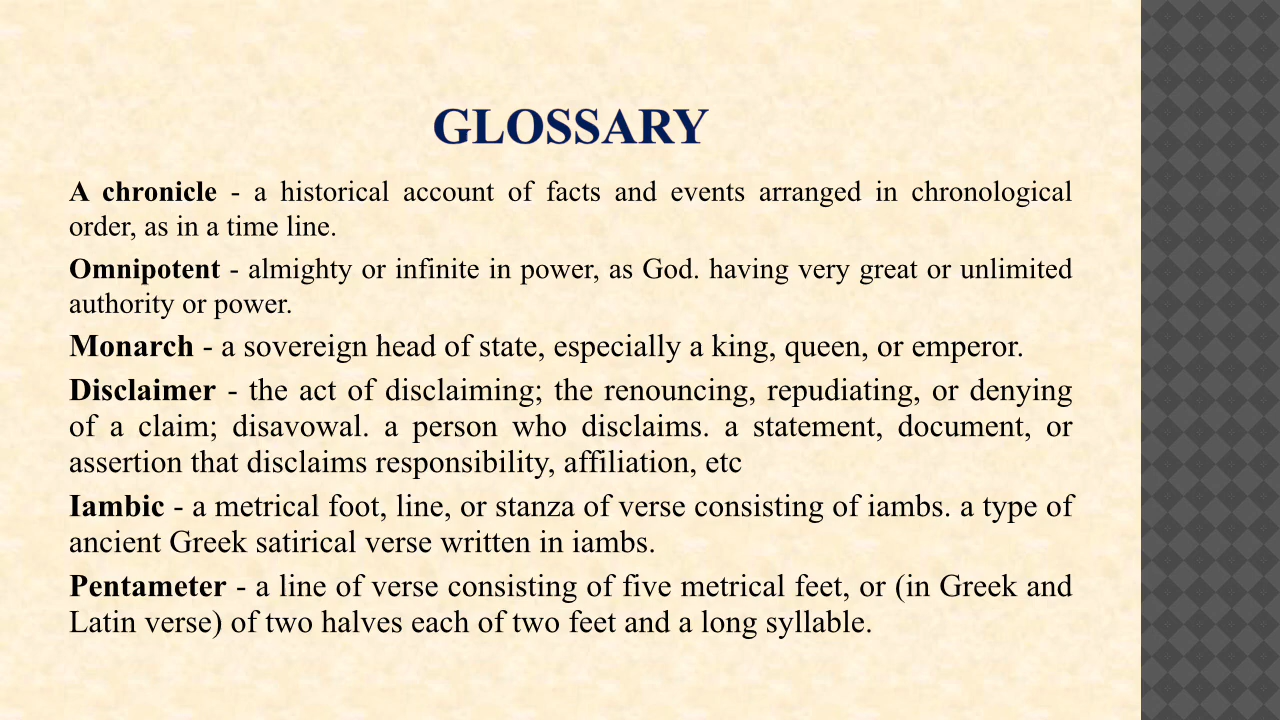 GLOSSARY
A chronicle - a historical account of facts and events arranged in chronological
order, as in a time line.
Omnipotent - almighty or infinite in power, as God. having very great or unlimited
authority or power.
Monarch - a sovereign head of state, especially a king, queen, or emperor.
Disclaimer - the act of disclaiming; the renouncing, repudiating, or denying
of a claim; disavowal. a person who disclaims. a statement, document, or
assertion that disclaims responsibility, affiliation, etc
Iambic - a metrical foot, line, or stanza of verse consisting of iambs. a type of
ancient Greek satirical verse written in iambs.
Pentameter - a line of verse consisting of five metrical feet, or (in Greek and
Latin verse) of two halves each of two feet and a long syllable.